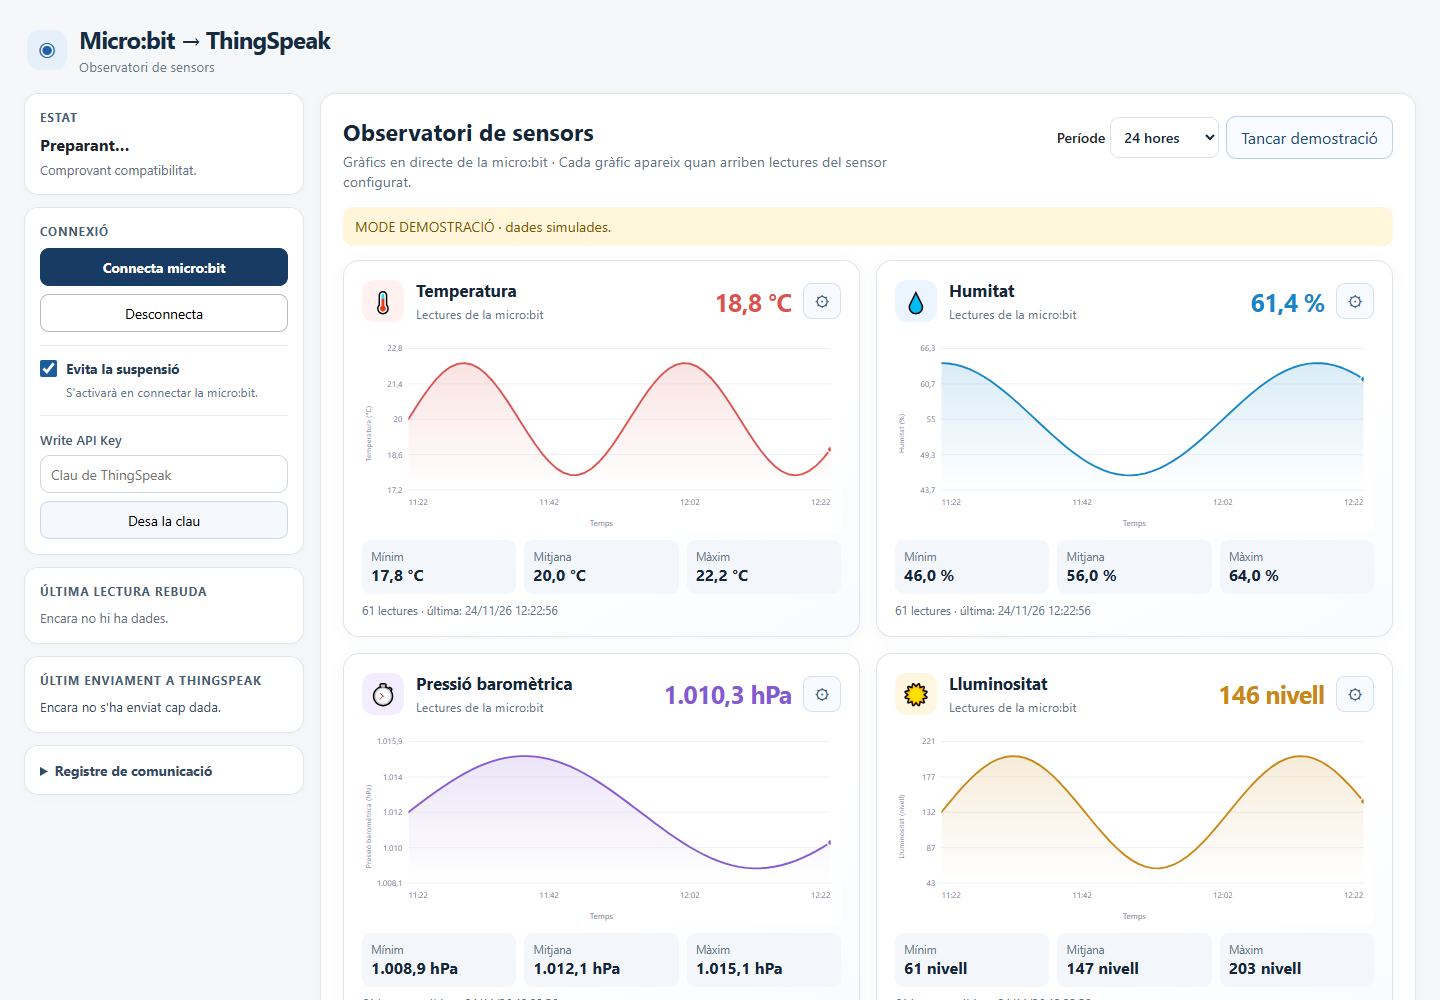 Micro:bit → ThingSpeak
Observatori de sensors
ESTAT
Preparant...
Comprovant compatibilitat.
CONNEXIÓ
Connecta micro:bit
Desconnecta
Evita la suspensió
S'activarà en connectar la micro:bit.
Write API Key
Clau de ThingSpeak
Desa la clau
ÚLTIMA LECTURA REBUDA
Encara no hi ha dades.
ÚLTIM ENVIAMENT A THINGSPEAK
Encara no s'ha enviat cap dada.
Registre de comunicació
Observatori de sensors
Gràfics en directe de la micro:bit · Cada gràfic apareix quan arriben lectures del sensor
configurat.
Període
24 hores
Tancar demostració
MODE DEMOSTRACIÓ · dades simulades.
Temperatura
Lectures de la micro:bit
18,8 °C
22,8
21,4
20
18,6
17,2
Temperatura (°C)
11:22 11:42 12:02 12:22
Temps
Mínim
17,8 °C
Mitjana
20,0 °C
Màxim
22,2 °C
61 lectures · última: 24/11/26 12:22:56
Humitat
Lectures de la micro:bit
61,4 %
66,3
60,7
55
49,3
43,7
Humitat (%)
11:22 11:42 12:02 12:22
Temps
Mínim
46,0 %
Mitjana
56,0 %
Màxim
64,0 %
61 lectures · última: 24/11/26 12:22:56
Pressió baromètrica
Lectures de la micro:bit
1.010,3 hPa
1.015,9
1.014
1.012
1.010
1.008,1
Pressió baromètrica (hPa)
11:22 11:42 12:02 12:22
Temps
Mínim
1.008,9 hPa
Mitjana
1.012,1 hPa
Màxim
1.015,1 hPa
Lluminositat
Lectures de la micro:bit
146 nivell
221
177
132
87
43
Lluminositat (nivell)
11:22 11:42 12:02 12:22
Temps
Mínim
61 nivell
Mitjana
147 nivell
Màxim
203 nivell